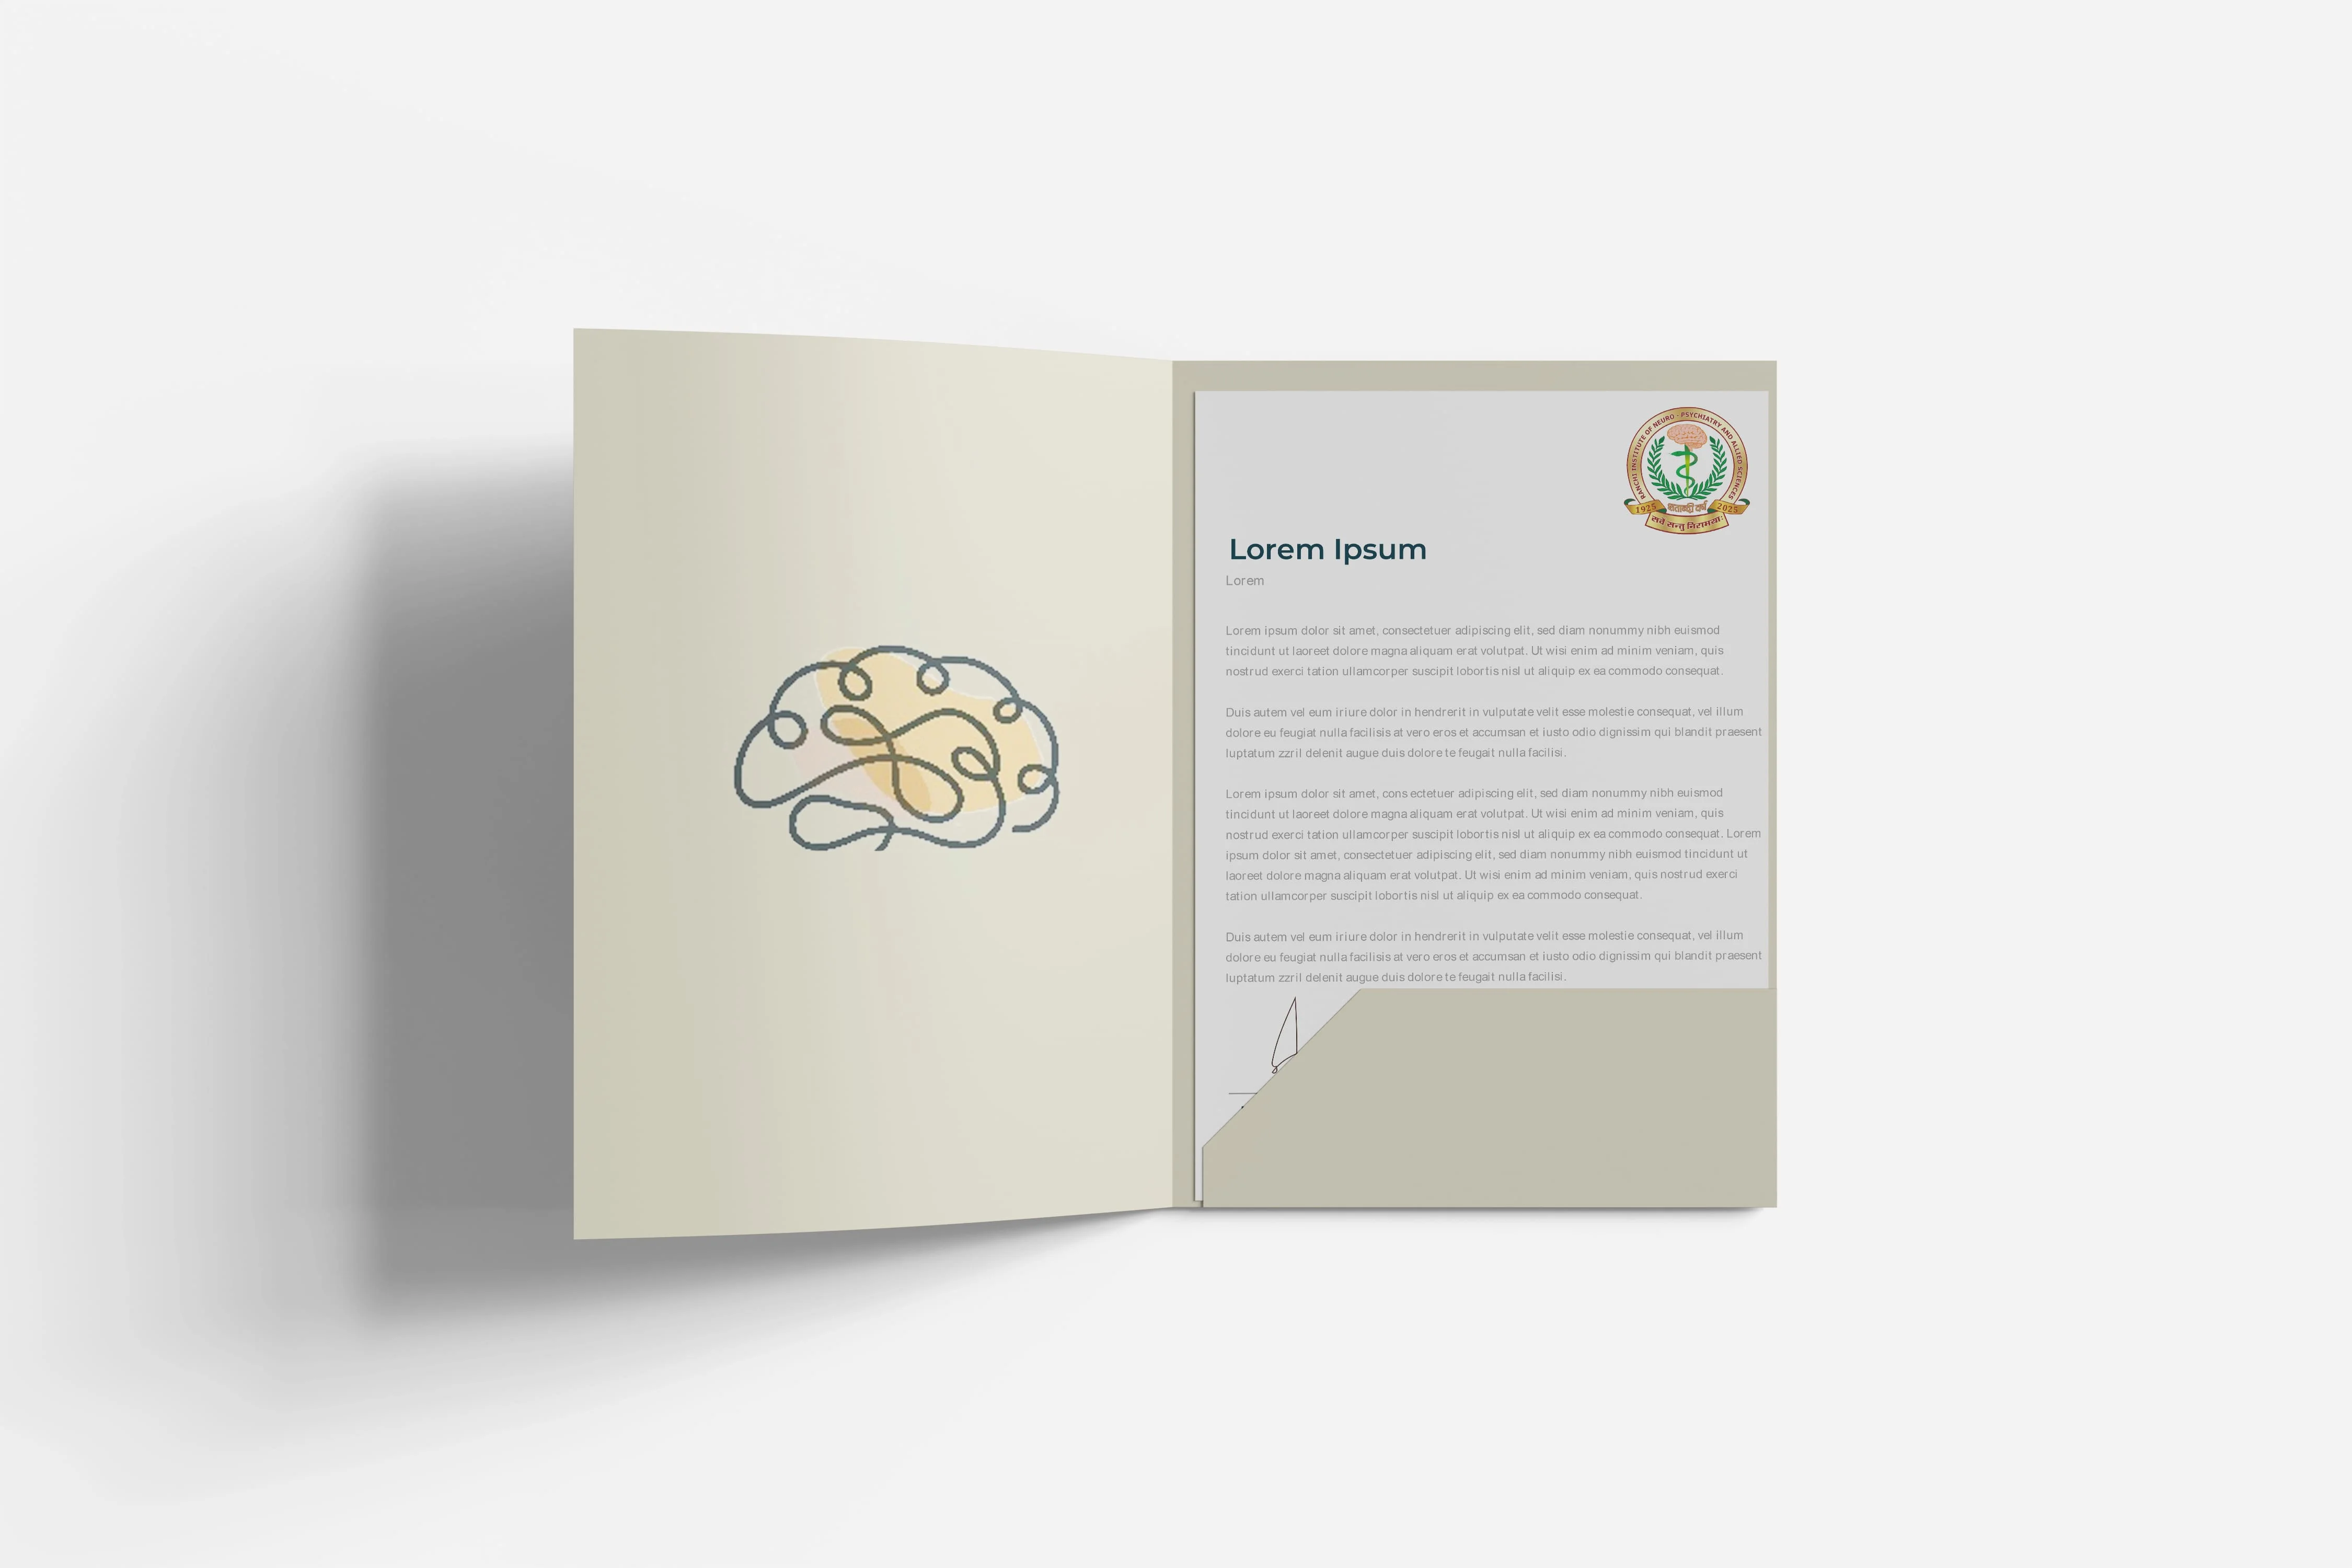 RANCHI INSTITUTE OF NEURO - PSYCHIATRY AND ALLIED SCIENCES
1925 शताब्दी वर्ष 2025
सर्वे सन्तु निरामयाः
Lorem Ipsum
Lorem
Lorem ipsum dolor sit amet, consectetuer adipiscing elit, sed diam nonummy nibh euismod
tincidunt ut laoreet dolore magna aliquam erat volutpat. Ut wisi enim ad minim veniam, quis
nostrud exerci tation ullamcorper suscipit lobortis nisl ut aliquip ex ea commodo consequat.
Duis autem vel eum iriure dolor in hendrerit in vulputate velit esse molestie consequat, vel illum
dolore eu feugiat nulla facilisis at vero eros et accumsan et iusto odio dignissim qui blandit praesent
luptatum zzril delenit augue duis dolore te feugait nulla facilisi.
Lorem ipsum dolor sit amet, cons ectetuer adipiscing elit, sed diam nonummy nibh euismod
tincidunt ut laoreet dolore magna aliquam erat volutpat. Ut wisi enim ad minim veniam, quis
nostrud exerci tation ullamcorper suscipit lobortis nisl ut aliquip ex ea commodo consequat. Lorem
ipsum dolor sit amet, consectetuer adipiscing elit, sed diam nonummy nibh euismod tincidunt ut
laoreet dolore magna aliquam erat volutpat. Ut wisi enim ad minim veniam, quis nostrud exerci
tation ullamcorper suscipit lobortis nisl ut aliquip ex ea commodo consequat.
Duis autem vel eum iriure dolor in hendrerit in vulputate velit esse molestie consequat, vel illum
dolore eu feugiat nulla facilisis at vero eros et accumsan et iusto odio dignissim qui blandit praesent
luptatum zzril delenit augue duis dolore te feugait nulla facilisi.